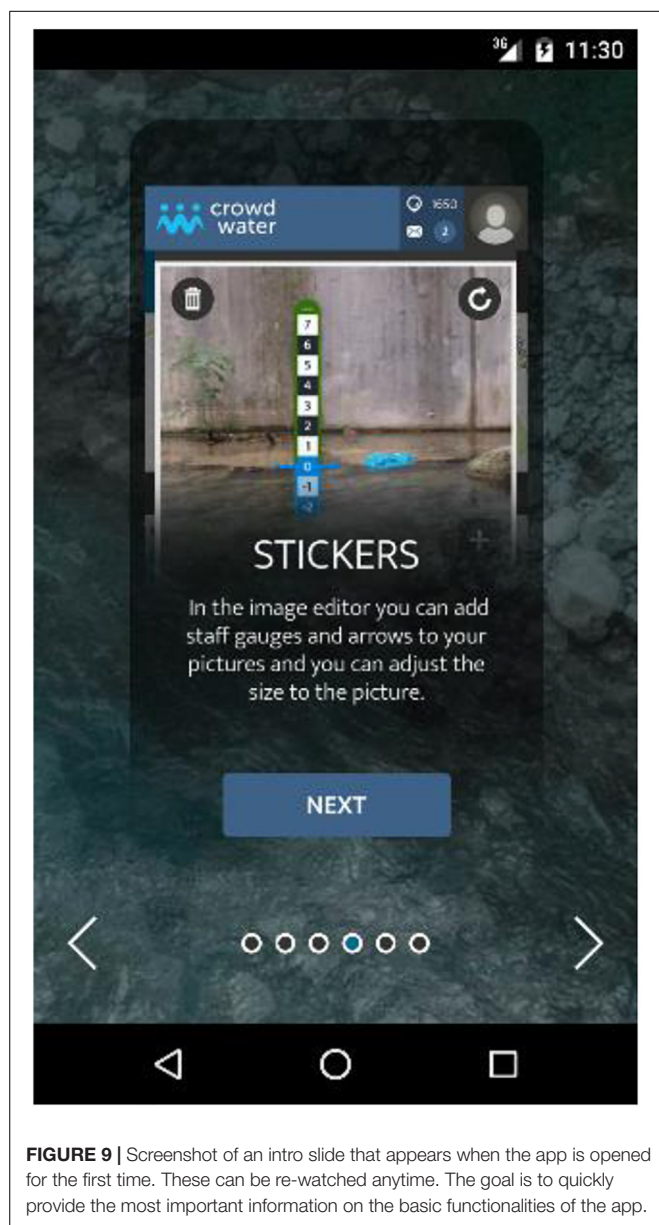 3G 11:30
crowd
water
1650
2
7
6
5
4
3
2
1
0
-1
-2
STICKERS
In the image editor you can add
staff gauges and arrows to your
pictures and you can adjust the
size to the picture.
NEXT
FIGURE 9 | Screenshot of an intro slide that appears when the app is opened
for the first time. These can be re-watched anytime. The goal is to quickly
provide the most important information on the basic functionalities of the app.